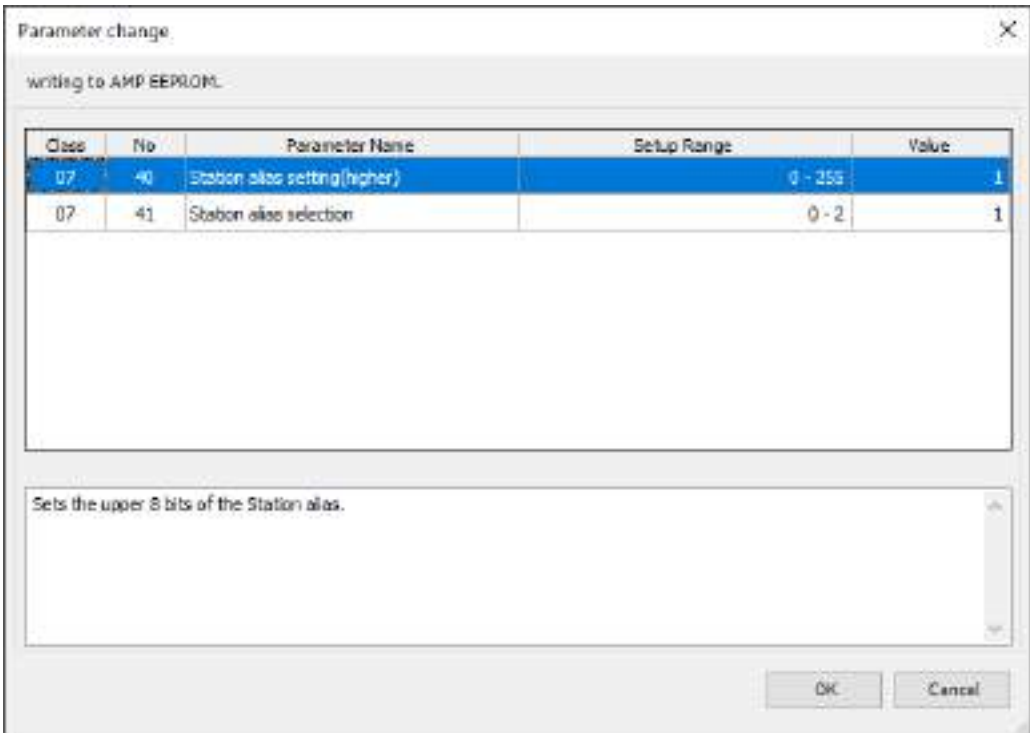 Parameter change
writing to AMP EEPROM.
Class No Parameter Name Setup Range Value
07 40 Station alias setting(higher) 0 - 255 1
07 41 Station alias selection 0 - 2 1
Sets the upper 8 bits of the Station alias.
OK Cancel